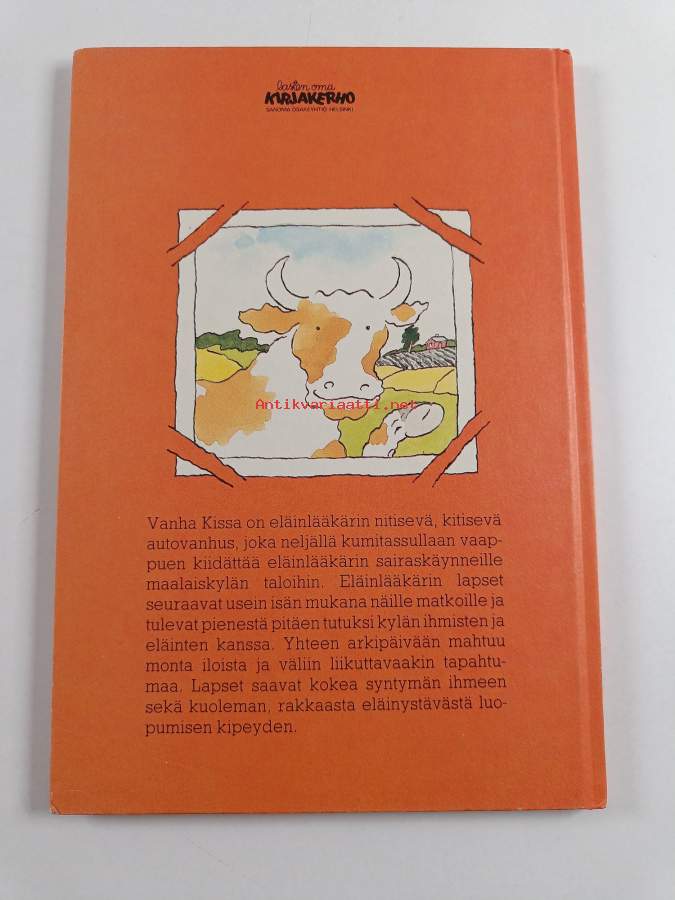 lasten oma
KIRJAKERHO
SANOMA OSAKEYHTIÖ HELSINKI
Antikvariaatti.net
Vanha Kissa on eläinlääkärin nitisevä, kitisevä
autovanhus, joka neljällä kumitassullaan vaap-
puen kiidättää eläinlääkärin sairaskäynneille
maalaiskylän taloihin. Eläinlääkärin lapset
seuraavat usein isän mukana näille matkoille ja
tulevat pienestä pitäen tutuksi kylän ihmisten ja
eläinten kanssa. Yhteen arkipäivään mahtuu
monta iloista ja väliin liikuttavaakin tapahtu-
maa. Lapset saavat kokea syntymän ihmeen
sekä kuoleman, rakkaasta eläinystävästä luo-
pumisen kipeyden.